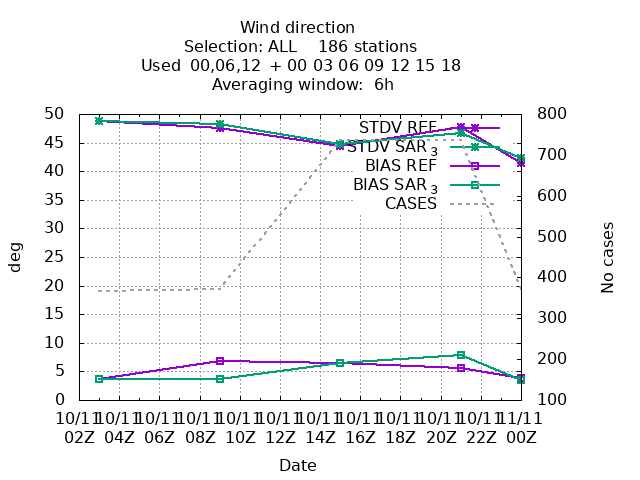 Wind direction
Selection: ALL    186 stations
Used  00,06,12  + 00 03 06 09 12 15 18
Averaging window:  6h
50 800
45 700
40 600
35
30 500
25
20 400
15 300
10 200
5
0 100
STDV REF
STDV SAR 3
BIAS REF
BIAS SAR 3
CASES
deg
No cases
10/11 10/11 10/11 10/11 10/11 10/11 10/11 10/11 10/11 10/11 10/11 11/11
02Z 04Z 06Z 08Z 10Z 12Z 14Z 16Z 18Z 20Z 22Z 00Z
Date